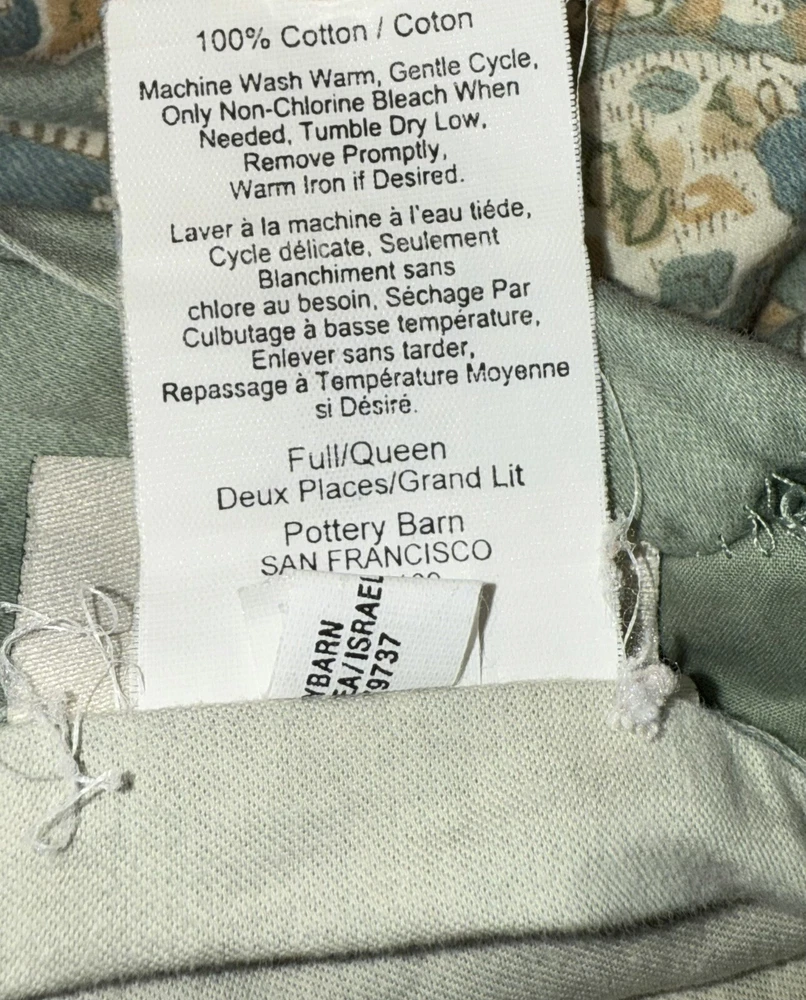 100% Cotton / Coton
Machine Wash Warm, Gentle Cycle,
Only Non-Chlorine Bleach When
Needed, Tumble Dry Low,
Remove Promptly,
Warm Iron if Desired.
Laver à la machine à l'eau tiéde,
Cycle délicate, Seulement
Blanchiment sans
chlore au besoin, Séchage Par
Culbutage à basse température,
Enlever sans tarder,
Repassage à Température Moyenne
si Désiré.
Full/Queen
Deux Places/Grand Lit
Pottery Barn
SAN FRANCISCO
YBARN
EA/ISRAEL
9737